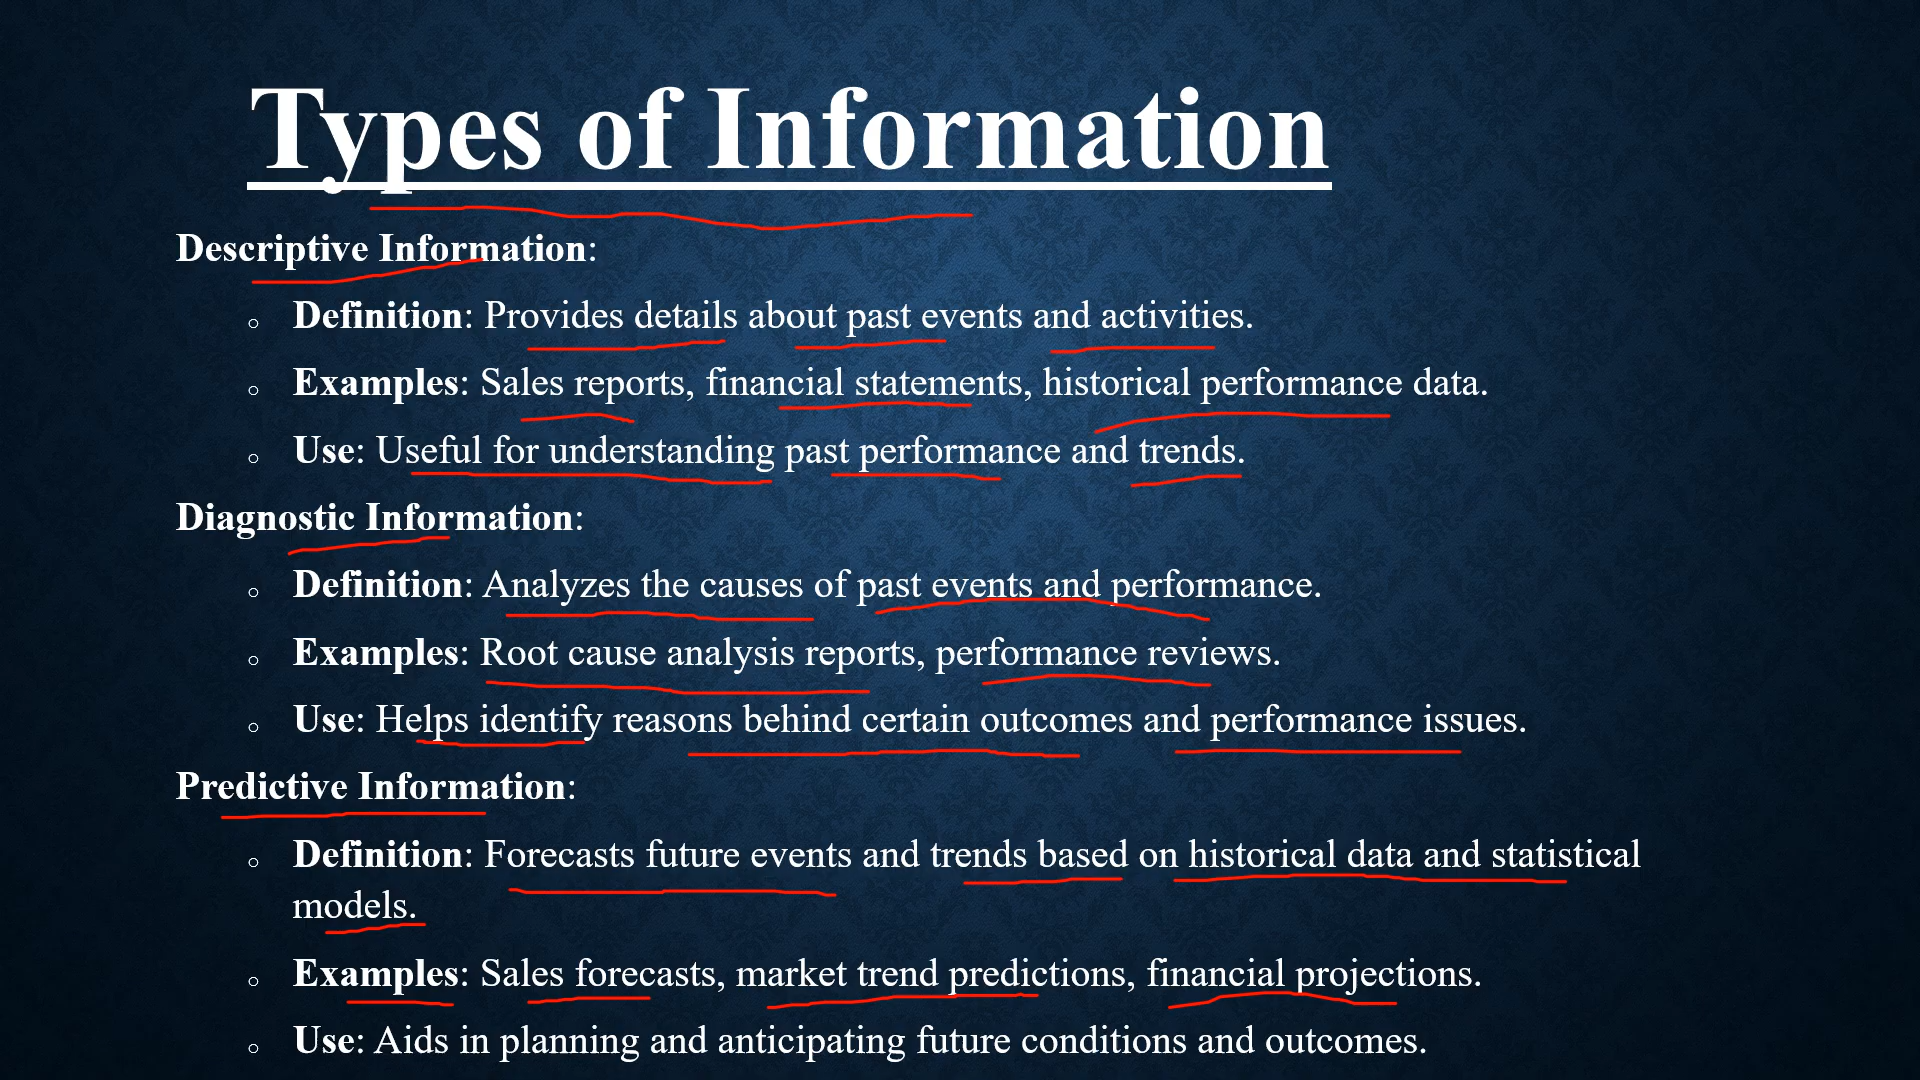 Types of Information
Descriptive Information:
Definition: Provides details about past events and activities.
Examples: Sales reports, financial statements, historical performance data.
Use: Useful for understanding past performance and trends.
Diagnostic Information:
Definition: Analyzes the causes of past events and performance.
Examples: Root cause analysis reports, performance reviews.
Use: Helps identify reasons behind certain outcomes and performance issues.
Predictive Information:
Definition: Forecasts future events and trends based on historical data and statistical
models.
Examples: Sales forecasts, market trend predictions, financial projections.
Use: Aids in planning and anticipating future conditions and outcomes.